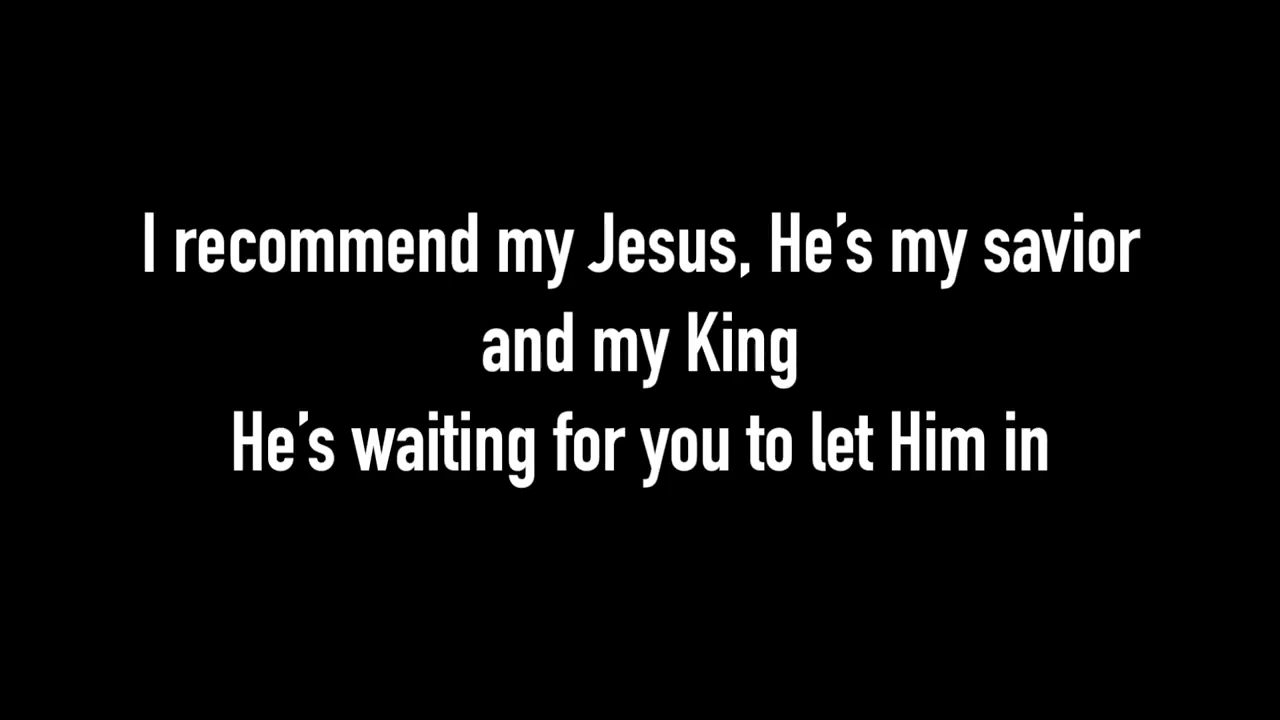 I recommend my Jesus, He’s my savior
and my King
He’s waiting for you to let Him in